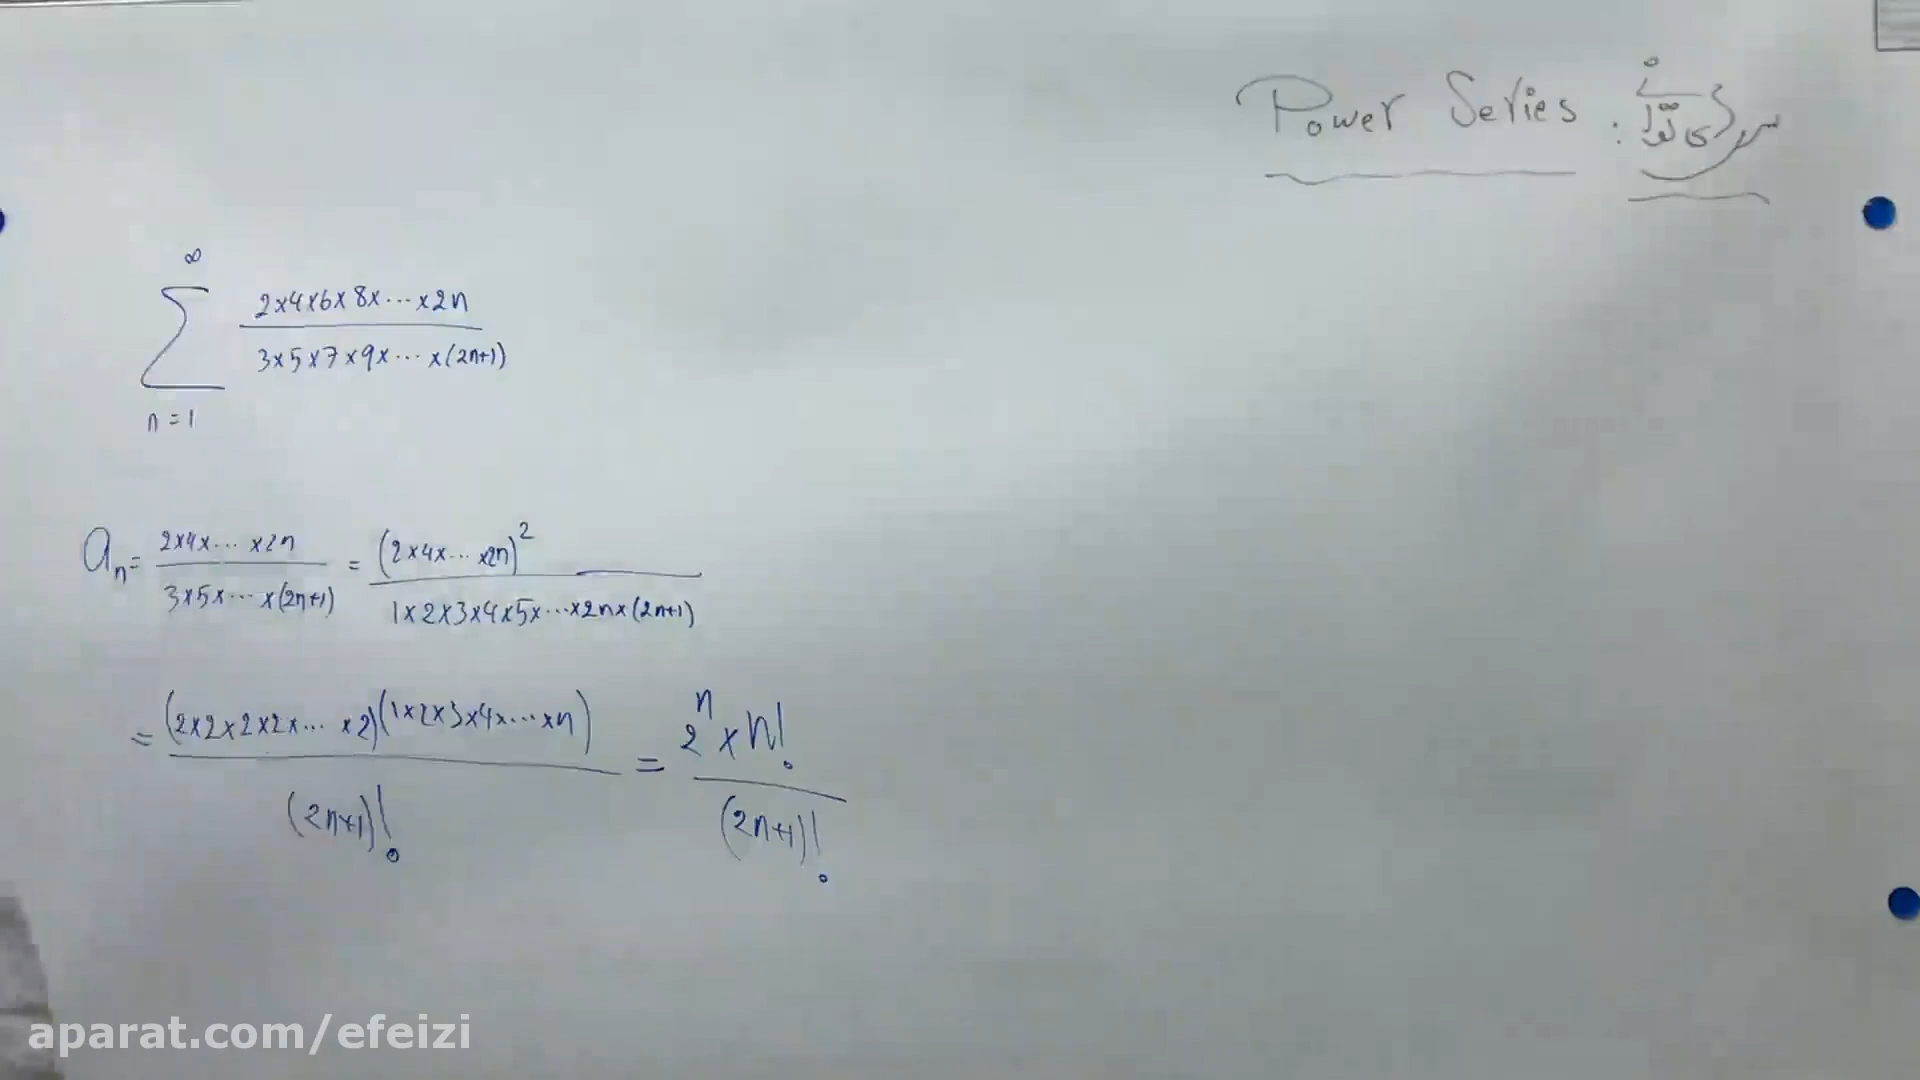 Power Series : سری توانی
∞
∑ 2×4×6×8×...×2n / 3×5×7×9×...×(2n+1)
n=1
aₙ= 2×4×...×2n / 3×5×...×(2n+1) = (2×4×...×2n)² / 1×2×3×4×5×...×2n×(2n+1)
= (2×2×2×2×...×2)(1×2×3×4×...×n) / (2n+1)! = 2ⁿ×n! / (2n+1)!
aparat.com/efeizi